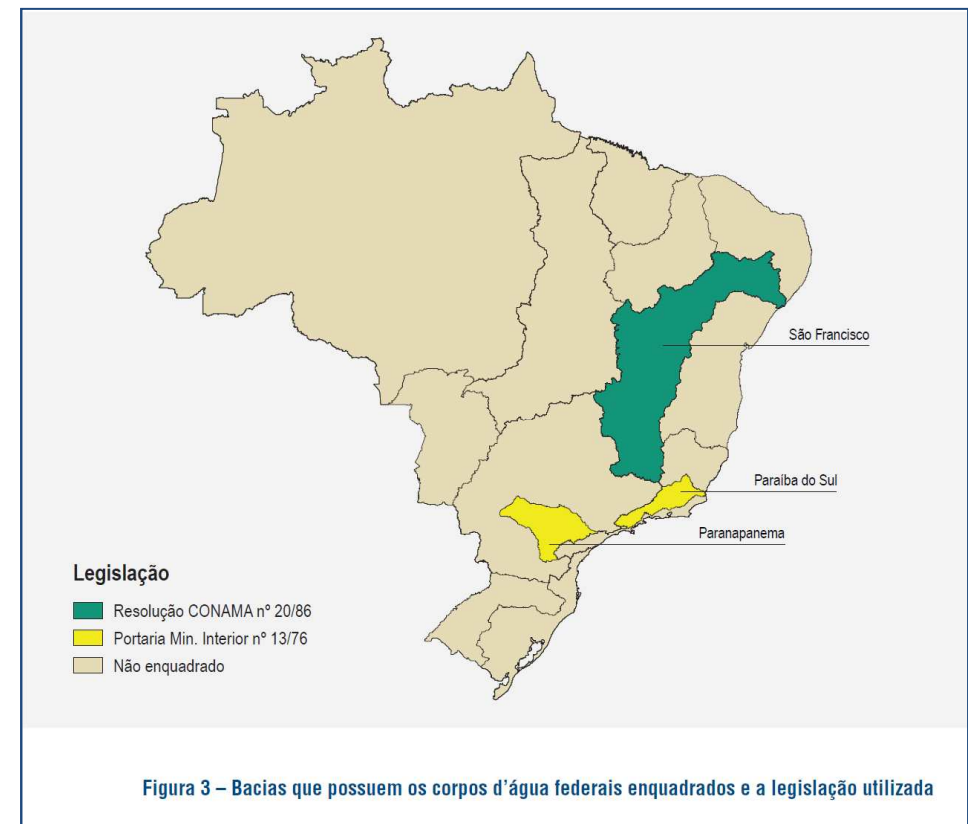 São Francisco
Paraíba do Sul
Paranapanema
Legislação
Resolução CONAMA nº 20/86
Portaria Min. Interior nº 13/76
Não enquadrado
Figura 3 – Bacias que possuem os corpos d’água federais enquadrados e a legislação utilizada